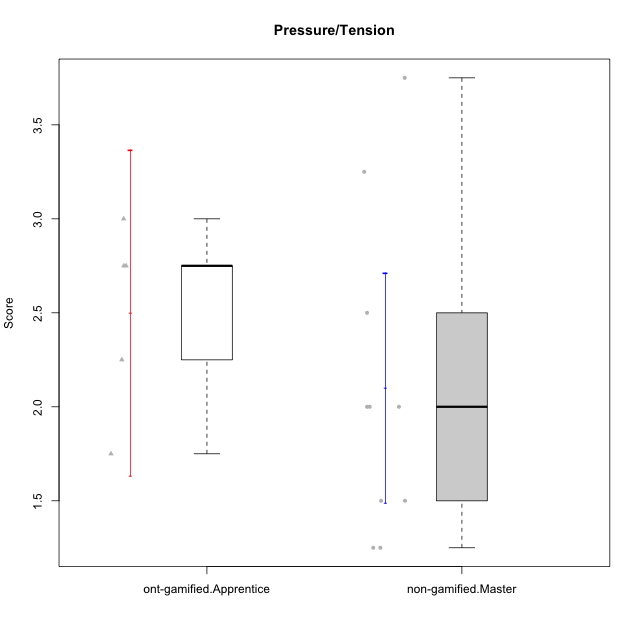 Pressure/Tension
Score
3.5
3.0
2.5
2.0
1.5
ont-gamified.Apprentice
non-gamified.Master